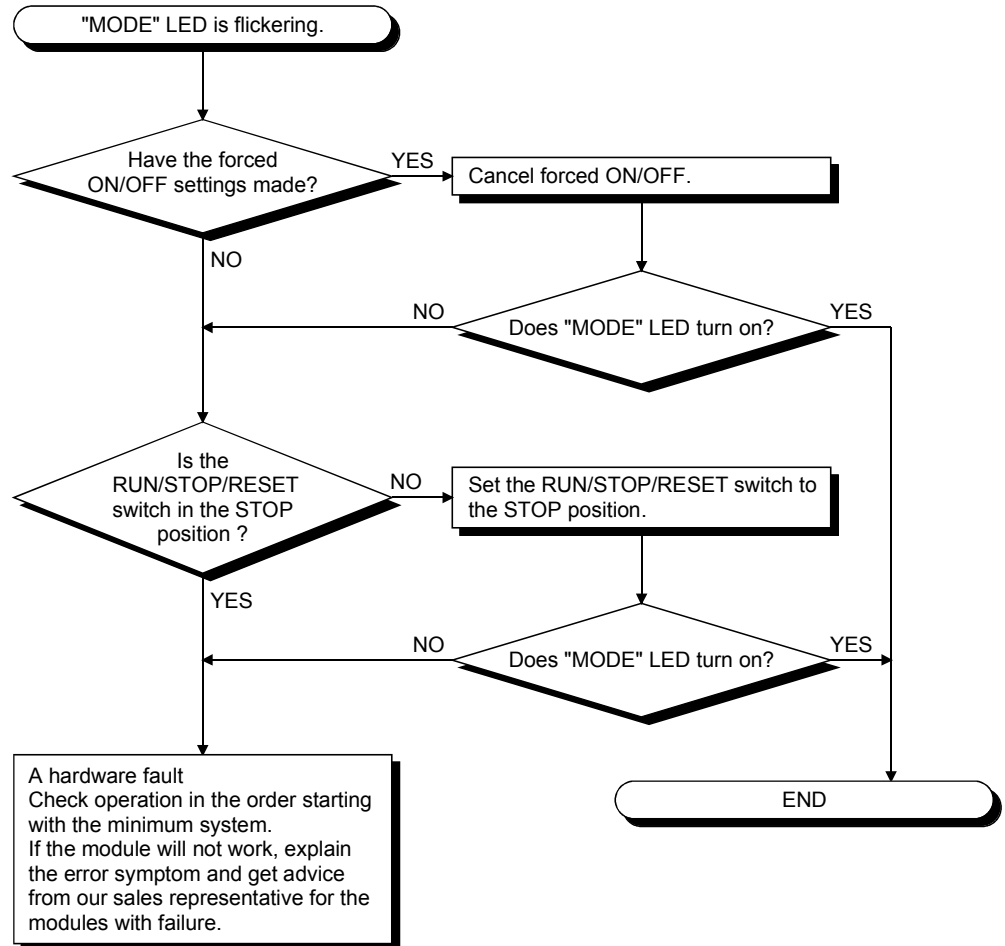 "MODE" LED is flickering.
Have the forced
ON/OFF settings made?
YES
Cancel forced ON/OFF.
NO
NO
Does "MODE" LED turn on?
YES
Is the
RUN/STOP/RESET
switch in the STOP
position ?
NO
Set the RUN/STOP/RESET switch to
the STOP position.
YES
NO
Does "MODE" LED turn on?
YES
A hardware fault
Check operation in the order starting
with the minimum system.
If the module will not work, explain
the error symptom and get advice
from our sales representative for the
modules with failure.
END